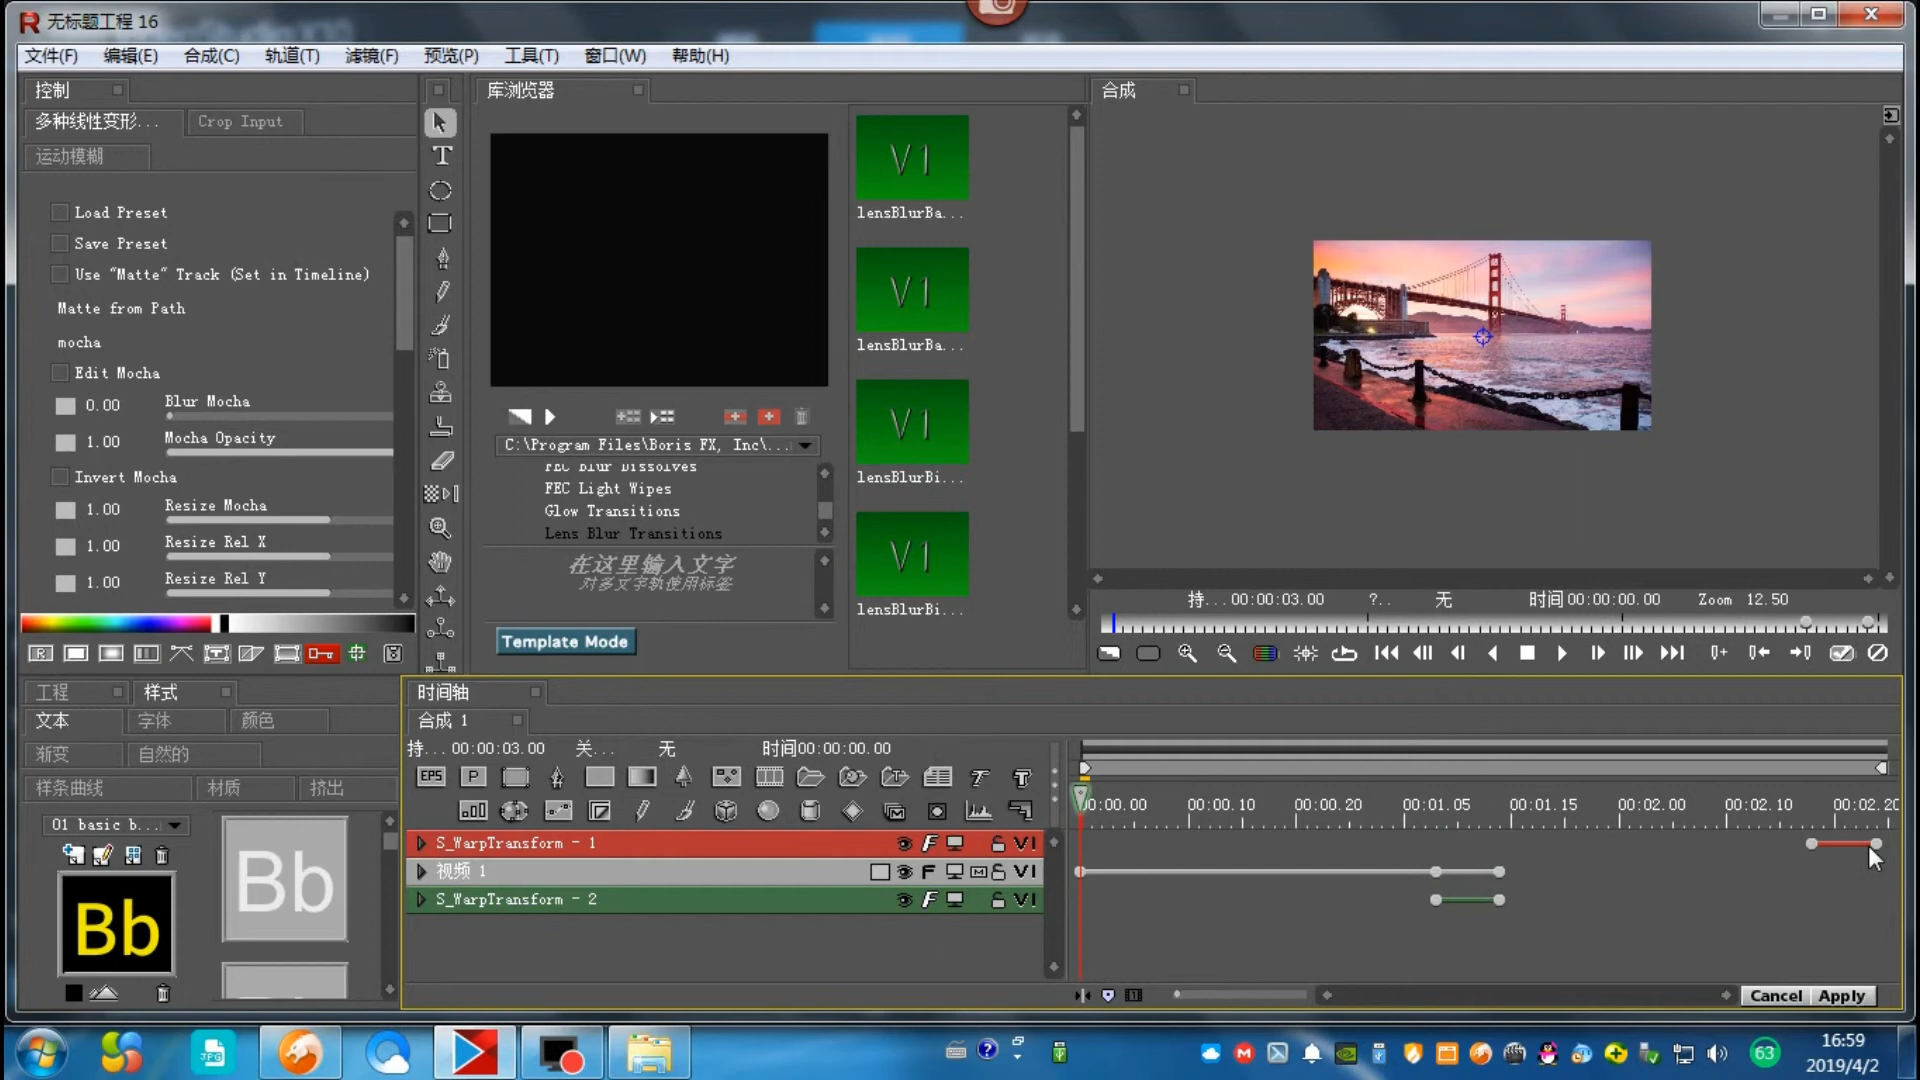 无标题工程 16
文件(F) 编辑(E) 合成(C) 轨道(T) 滤镜(F) 预览(P) 工具(T) 窗口(W) 帮助(H)
控制
多种线性变形... Crop Input
运动模糊
Load Preset
Save Preset
Use "Matte" Track (Set in Timeline)
Matte from Path
mocha
Edit Mocha
0.00 Blur Mocha
1.00 Mocha Opacity
Invert Mocha
1.00 Resize Mocha
1.00 Resize Rel X
1.00 Resize Rel Y
库浏览器
C:\Program Files\Boris FX, Inc\...
FEC Blur Dissolves
FEC Light Wipes
Glow Transitions
Lens Blur Transitions
在这里输入文字
对多文字轨使用标签
Template Mode
V1
lensBlurBa...
V1
lensBlurBa...
V1
lensBlurBi...
V1
lensBlurBi...
合成
持...00:00:03.00 ?.. 无 时间00:00:00.00 Zoom 12.50
工程 样式
文本 字体 颜色
渐变 自然的
样条曲线 材质 挤出
01 basic b...
Bb
Bb
时间轴
合成 1
持...00:00:03.00 关... 无 时间00:00:00.00
EPS P
00:00.00 00:00.10 00:00.20 00:01.05 00:01.15 00:02.00 00:02.10 00:02.20
S_WarpTransform - 1 F V1
视频 1 F M V1
S_WarpTransform - 2 F V1
Cancel Apply
JPG
63
16:59
2019/4/2